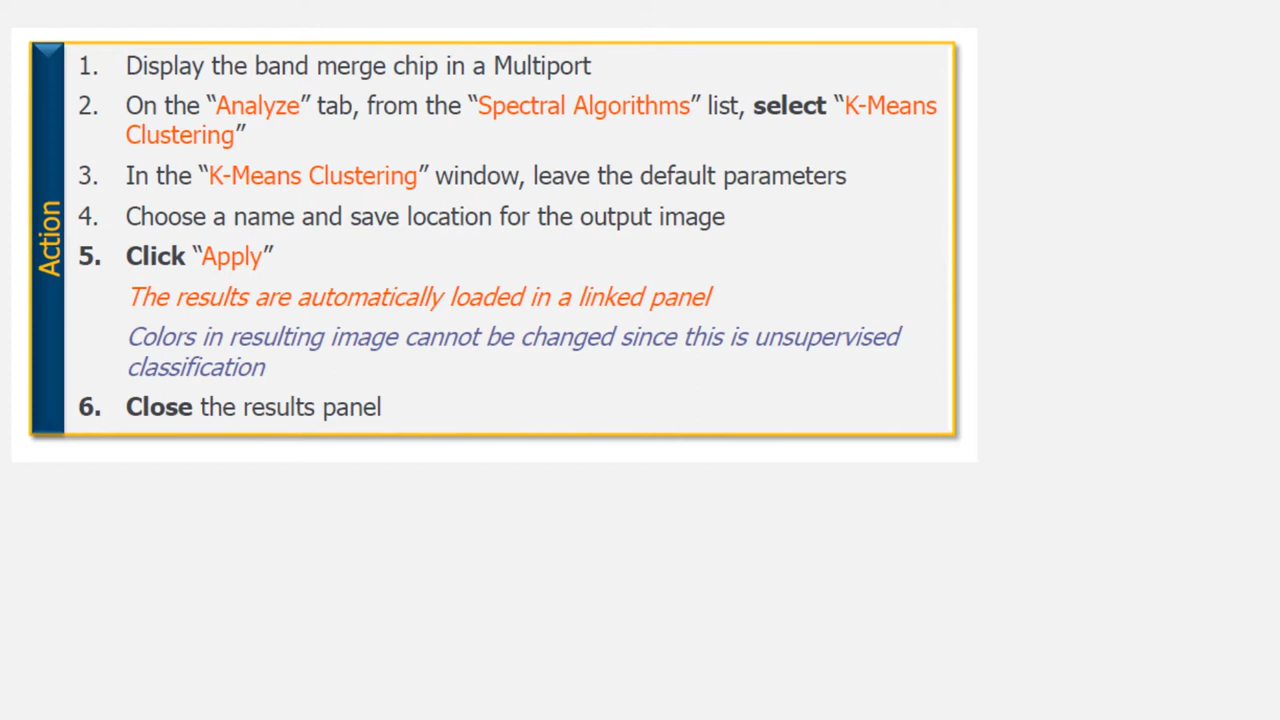 Action
1. Display the band merge chip in a Multiport
2. On the “Analyze” tab, from the “Spectral Algorithms” list, select “K-Means
Clustering”
3. In the “K-Means Clustering” window, leave the default parameters
4. Choose a name and save location for the output image
5. Click “Apply”
The results are automatically loaded in a linked panel
Colors in resulting image cannot be changed since this is unsupervised
classification
6. Close the results panel